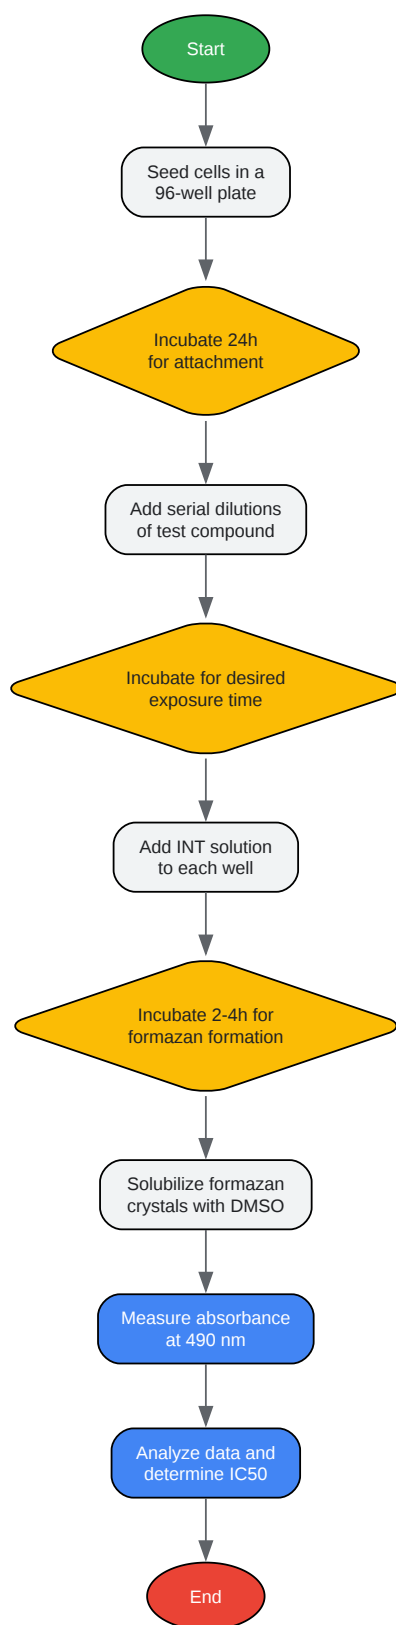 Start
Seed cells in a
96-well plate
Incubate 24h
for attachment
Add serial dilutions
of test compound
Incubate for desired
exposure time
Add INT solution
to each well
Incubate 2-4h for
formazan formation
Solubilize formazan
crystals with DMSO
Measure absorbance
at 490 nm
Analyze data and
determine IC50
End